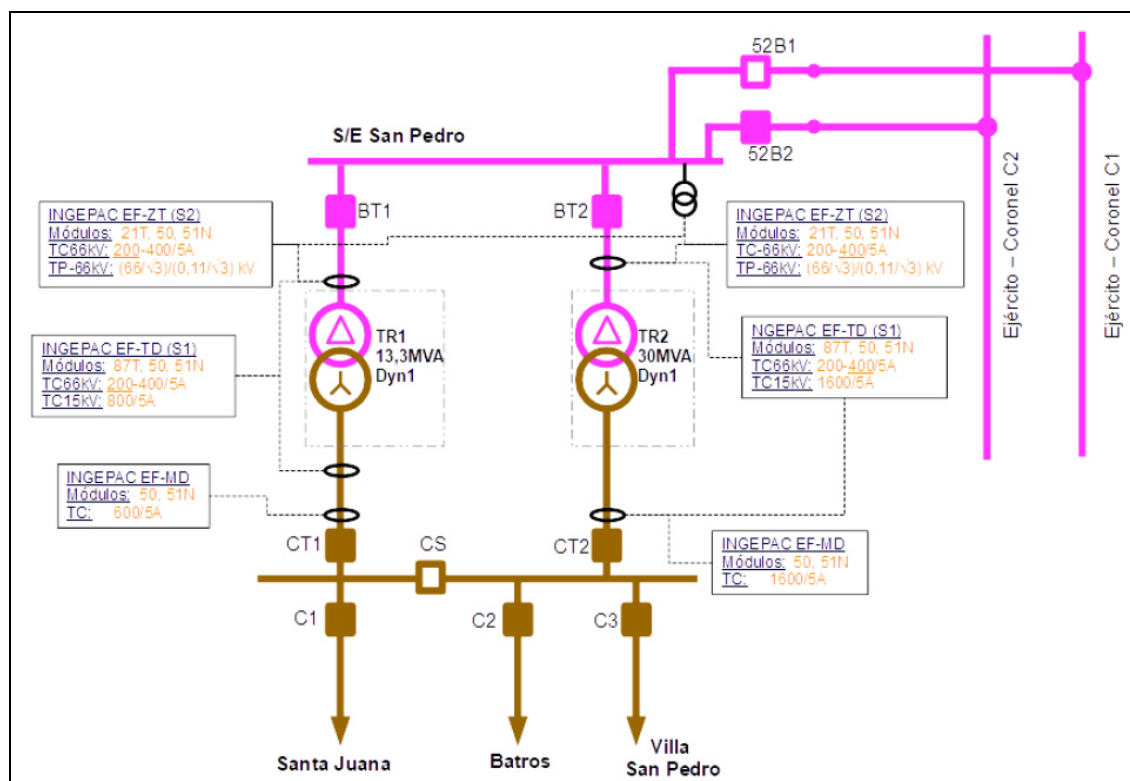 52B1
52B2
S/E San Pedro
Ejército – Coronel C2
Ejército – Coronel C1
BT1
BT2
INGEPAC EF-ZT (S2)
Módulos: 21T, 50, 51N
TC66kV: 200-400/5A
TP-66kV: (66/√3)/(0,11/√3) kV
INGEPAC EF-ZT (S2)
Módulos: 21T, 50, 51N
TC-66kV: 200-400/5A
TP-66kV: (66/√3)/(0,11/√3) kV
TR1
13,3MVA
Dyn1
TR2
30MVA
Dyn1
INGEPAC EF-TD (S1)
Módulos: 87T, 50, 51N
TC66kV: 200-400/5A
TC15kV: 800/5A
NGEPAC EF-TD (S1)
Módulos: 87T, 50, 51N
TC66kV: 200-400/5A
TC15kV: 1600/5A
INGEPAC EF-MD
Módulos: 50, 51N
TC: 600/5A
INGEPAC EF-MD
Módulos: 50, 51N
TC: 1600/5A
CT1
CS
CT2
C1
C2
C3
Santa Juana
Batros
Villa
San Pedro